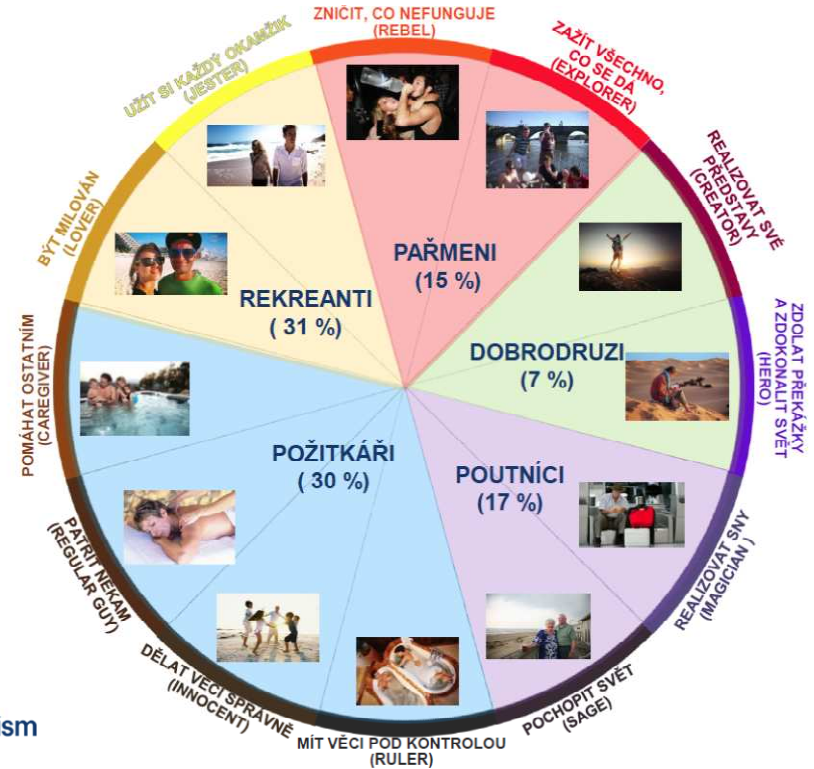 ZNIČIT, CO NEFUNGUJE
(REBEL)
ZAŽÍT VŠECHNO,
CO SE DÁ
(EXPLORER)
REALIZOVAT SVÉ
PŘEDSTAVY
(CREATOR)
ZDOLAT PŘEKÁŽKY
A ZDOKONALIT SVĚT
(HERO)
REALIZOVAT SNY
(MAGICIAN )
POCHOPIT SVĚT
(SAGE)
MÍT VĚCI POD KONTROLOU
(RULER)
DĚLAT VĚCI SPRÁVNĚ
(INNOCENT)
PATŘIT NĚKAM
(REGULAR GUY)
POMÁHAT OSTATNÍM
(CAREGIVER)
BÝT MILOVÁN
(LOVER)
UŽÍT SI KAŽDÝ OKAMŽIK
(JESTER)
PAŘMENI
(15 %)
REKREANTI
( 31 %)
DOBRODRUZI
(7 %)
POŽITKÁŘI
( 30 %)
POUTNÍCI
(17 %)
ism